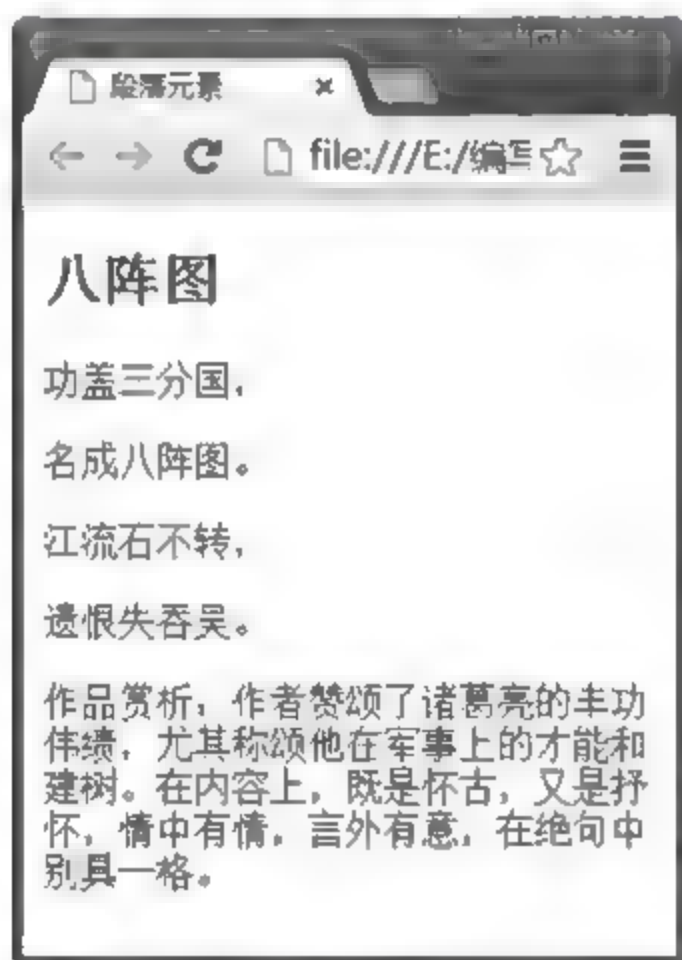 段落元素
file:///E:/编写
八阵图
功盖三分国，
名成八阵图。
江流石不转，
遗恨失吞吴。
作品赏析：作者赞颂了诸葛亮的丰功
伟绩，尤其称颂他在军事上的才能和
建树。在内容上，既是怀古，又是抒
怀，情中有情，言外有意，在绝句中
别具一格。